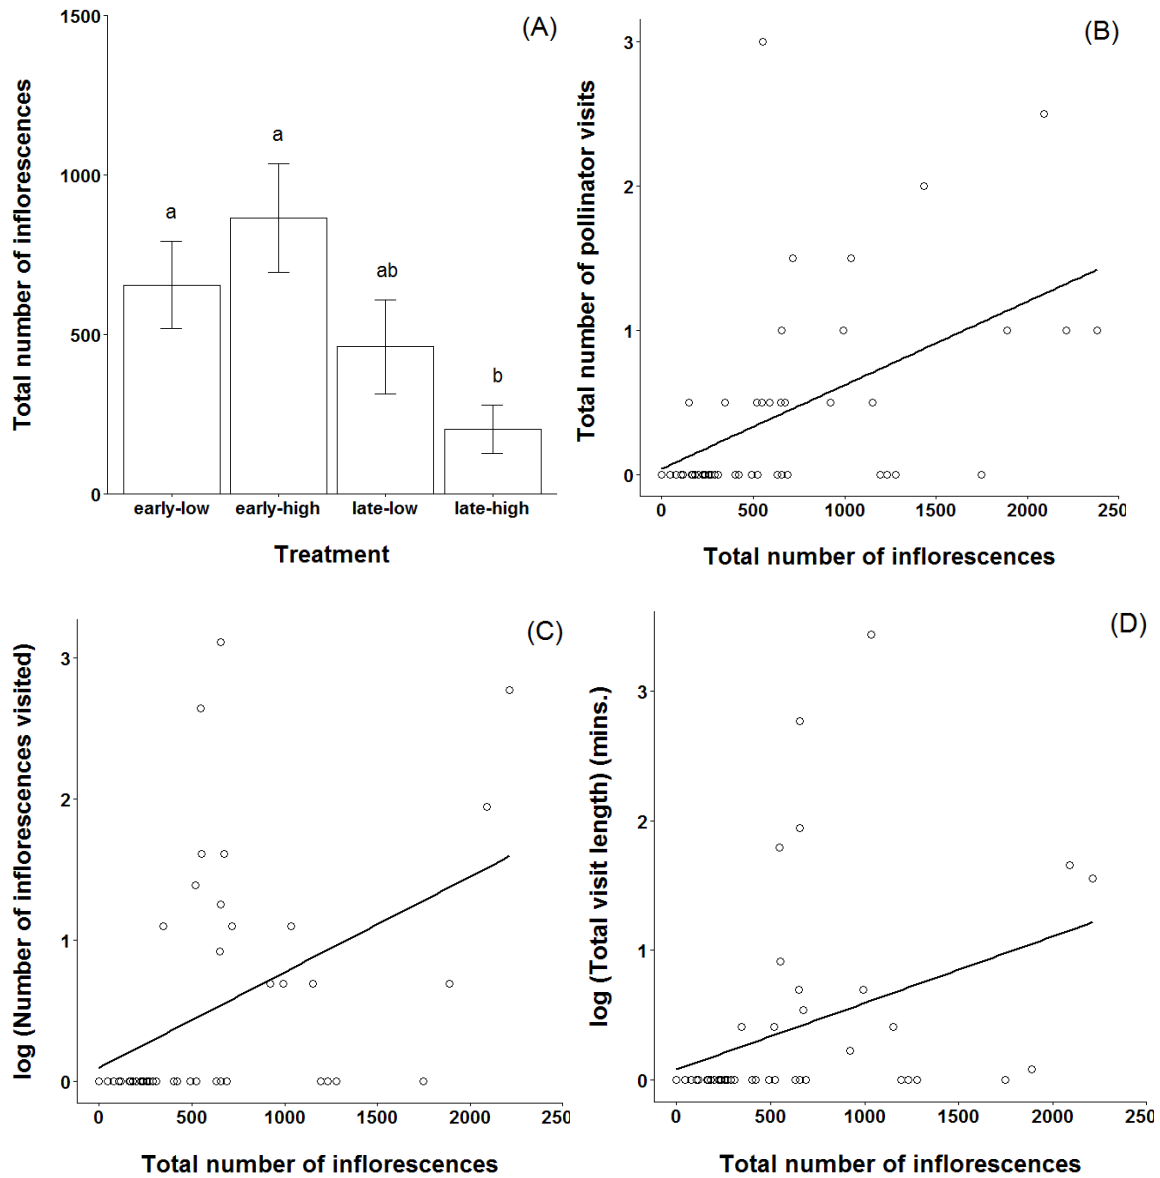 (A)
Total number of inflorescences
1500
1000
500
0
a
a
ab
b
early-low early-high late-low late-high
Treatment
(B)
Total number of pollinator visits
3
2
1
0
0 500 1000 1500 2000 250
Total number of inflorescences
(C)
log (Number of inflorescences visited)
3
2
1
0
0 500 1000 1500 2000 250
Total number of inflorescences
(D)
log (Total visit length) (mins.)
3
2
1
0
0 500 1000 1500 2000 250
Total number of inflorescences